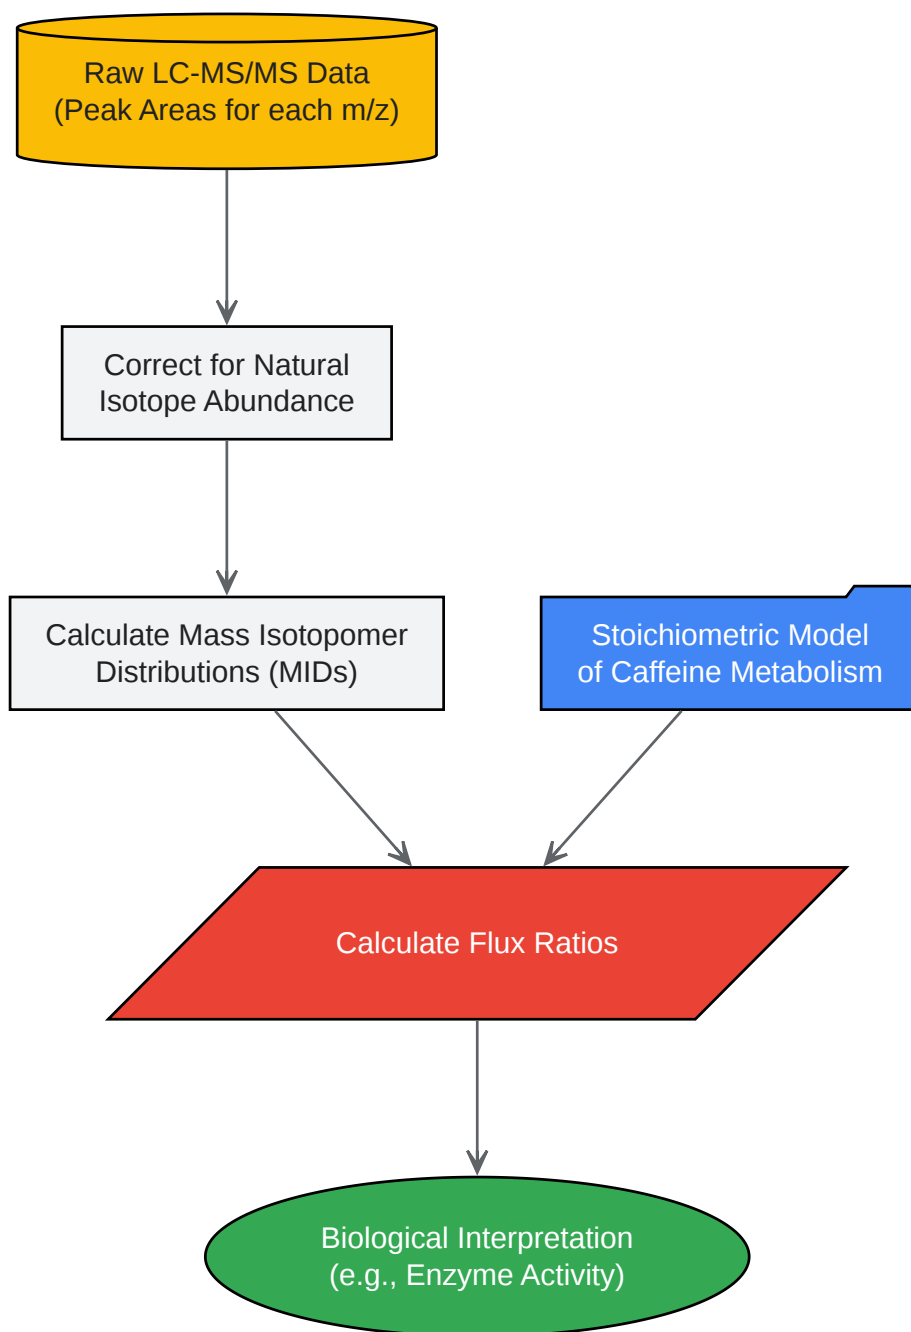 Raw LC-MS/MS Data
(Peak Areas for each m/z)
Correct for Natural
Isotope Abundance
Calculate Mass Isotopomer
Distributions (MIDs)
Stoichiometric Model
of Caffeine Metabolism
Calculate Flux Ratios
Biological Interpretation
(e.g., Enzyme Activity)